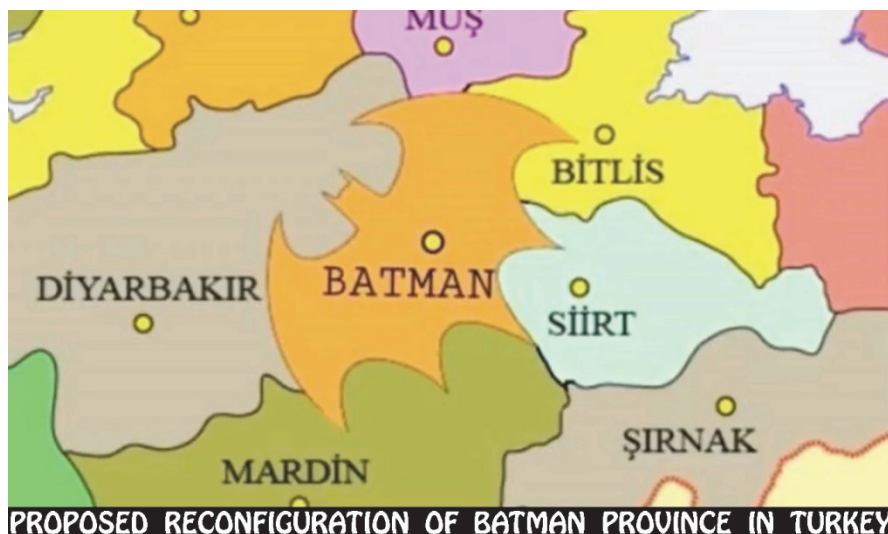 MUŞ
BİTLİS
BATMAN
DİYARBAKIR
SİİRT
ŞIRNAK
MARDİN
PROPOSED RECONFIGURATION OF BATMAN PROVINCE IN TURKEY